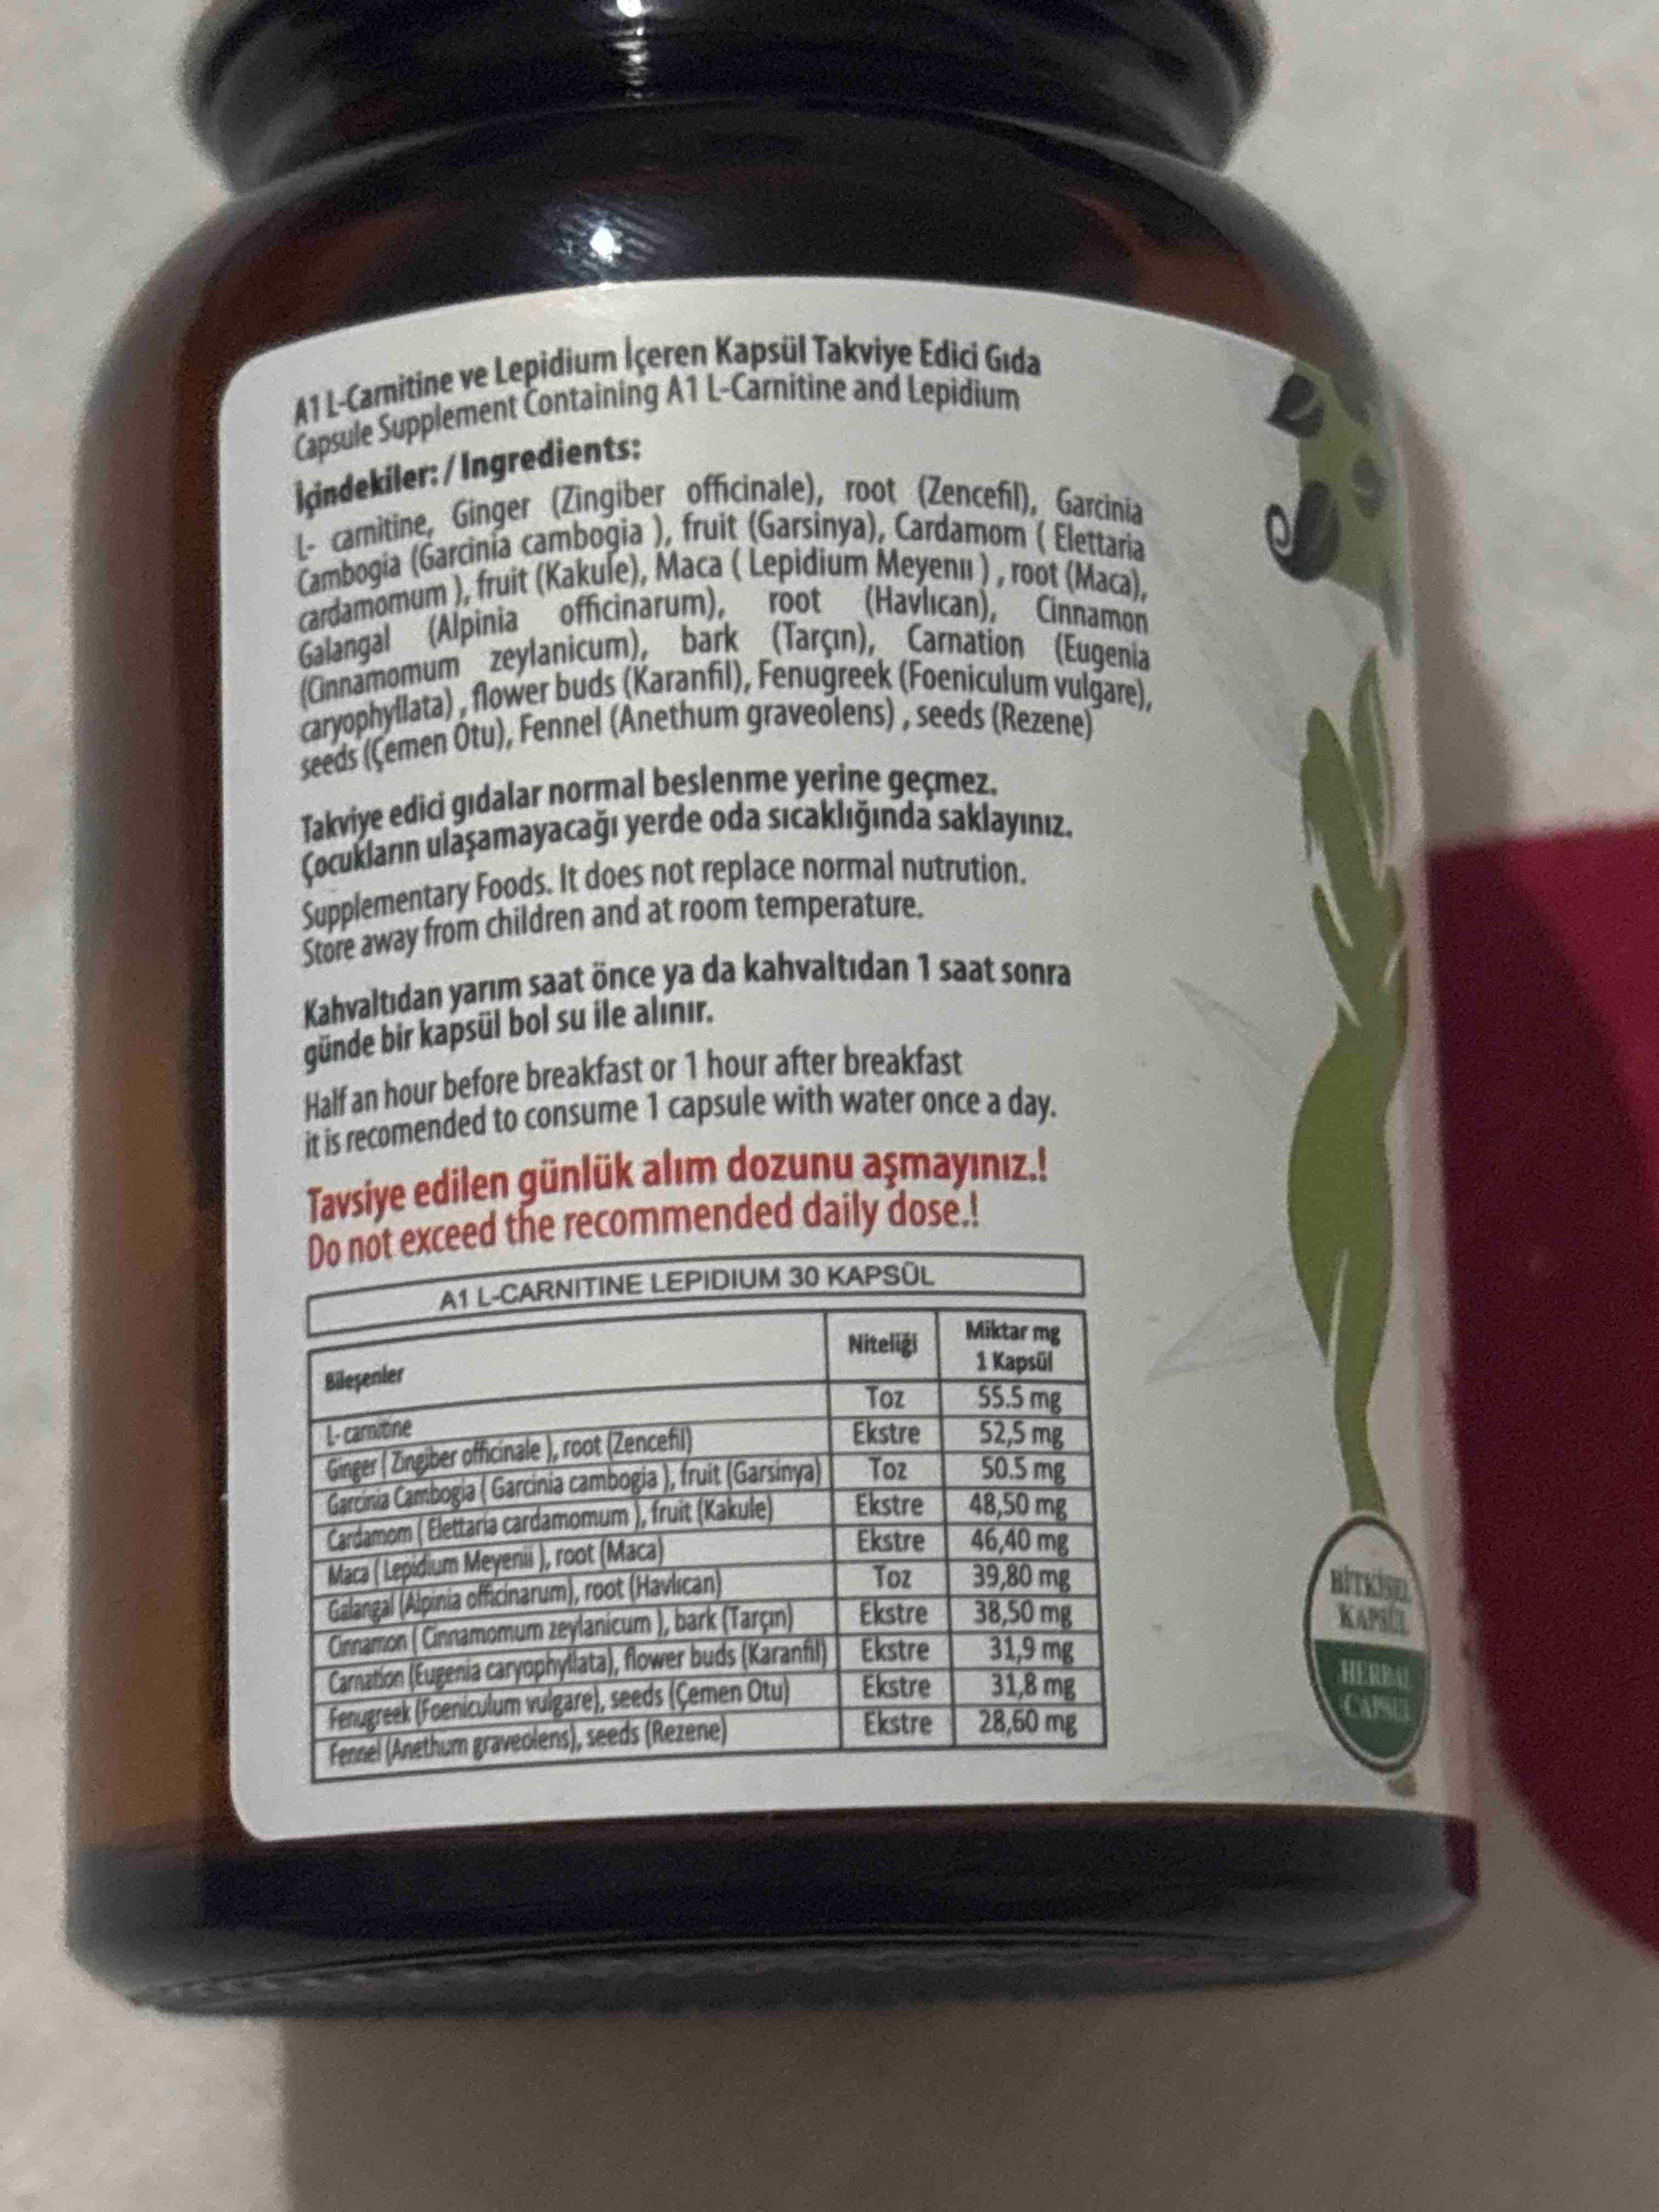 A1 L-Carnitine ve Lepidium İçeren Kapsül Takviye Edici Gıda
Capsule Supplement Containing A1 L-Carnitine and Lepidium
İçindekiler: / Ingredients:
L- carnitine, Ginger (Zingiber officinale), root (Zencefil), Garcinia
Cambogia (Garcinia cambogia ), fruit (Garsinya), Cardamom ( Elettaria
cardamomum ), fruit (Kakule), Maca ( Lepidium Meyenıı ) , root (Maca),
Galangal (Alpinia officinarum), root (Havlıcan), Cinnamon
(Cinnamomum zeylanicum), bark (Tarçın), Carnation (Eugenia
caryophyllata) , flower buds (Karanfil), Fenugreek (Foeniculum vulgare),
seeds (Çemen Otu), Fennel (Anethum graveolens) , seeds (Rezene)
Takviye edici gıdalar normal beslenme yerine geçmez.
Çocukların ulaşamayacağı yerde oda sıcaklığında saklayınız.
Supplementary Foods. It does not replace normal nutrution.
Store away from children and at room temperature.
Kahvaltıdan yarım saat önce ya da kahvaltıdan 1 saat sonra
günde bir kapsül bol su ile alınır.
Half an hour before breakfast or 1 hour after breakfast
it is recomended to consume 1 capsule with water once a day.
Tavsiye edilen günlük alım dozunu aşmayınız.!
Do not exceed the recommended daily dose.!
A1 L-CARNITINE LEPIDIUM 30 KAPSÜL
Bileşenler Niteliği Miktar mg
1 Kapsül
L- carnitine Toz 55.5 mg
Ginger ( Zingiber officinale ), root (Zencefil) Ekstre 52,5 mg
Garcinia Cambogia ( Garcinia cambogia ), fruit (Garsinya) Toz 50.5 mg
Cardamom ( Elettaria cardamomum ), fruit (Kakule) Ekstre 48,50 mg
Maca ( Lepidium Meyenii ), root (Maca) Ekstre 46,40 mg
Galangal (Alpinia officinarum), root (Havlıcan) Toz 39,80 mg
Cinnamon ( Cinnamomum zeylanicum ), bark (Tarçın) Ekstre 38,50 mg
Carnation (Eugenia caryophyllata), flower buds (Karanfil) Ekstre 31,9 mg
Fenugreek (Foeniculum vulgare), seeds (Çemen Otu) Ekstre 31,8 mg
Fennel (Anethum graveolens), seeds (Rezene) Ekstre 28,60 mg
BİTKİSEL
KAPSÜL
HERBAL
CAPSUL